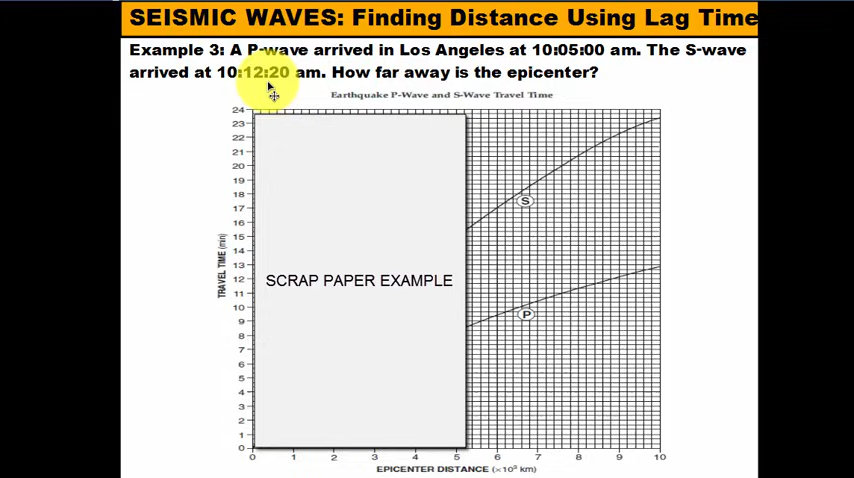 SEISMIC WAVES: Finding Distance Using Lag Time
Example 3: A P-wave arrived in Los Angeles at 10:05:00 am. The S-wave
arrived at 10:12:20 am. How far away is the epicenter?
Earthquake P-Wave and S-Wave Travel Time
24
23
22
21
20
19
18
17
16
15
14
13
12
11
10
9
8
7
6
5
4
3
2
1
0
TRAVEL TIME (min)
SCRAP PAPER EXAMPLE
S
P
0 1 2 3 4 5 6 7 8 9 10
EPICENTER DISTANCE (×10³ km)